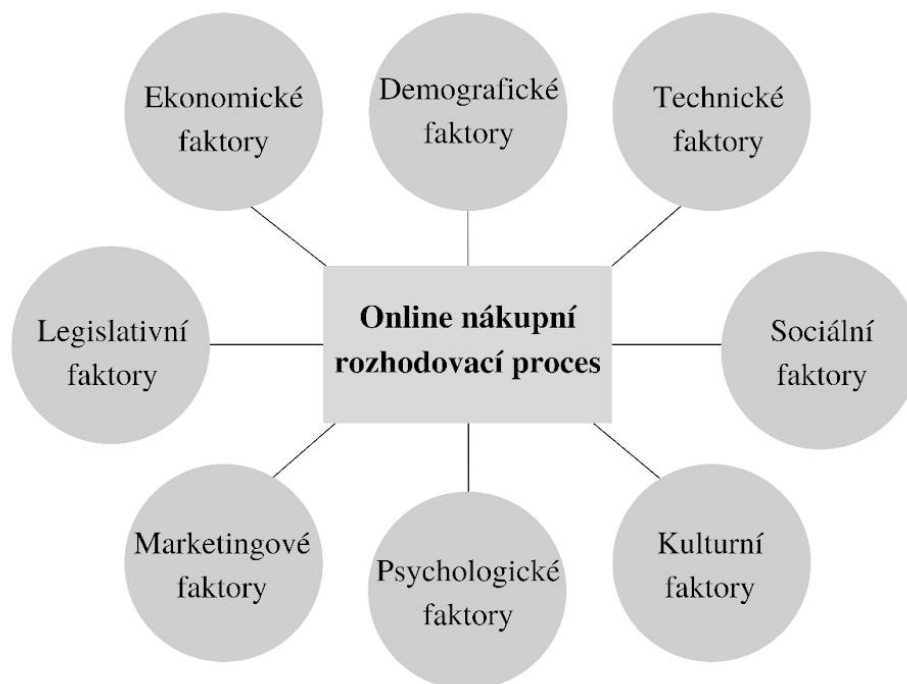 Ekonomické
faktory
Demografické
faktory
Technické
faktory
Legislativní
faktory
Online nákupní
rozhodovací proces
Sociální
faktory
Marketingové
faktory
Psychologické
faktory
Kulturní
faktory